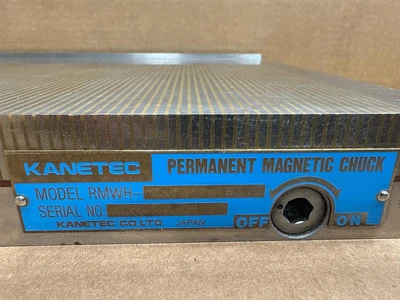 KANETEC PERMANENT MAGNETIC CHUCK
MODEL RMWH-
SERIAL NO.
KANETEC CO.LTD. JAPAN OFF ON